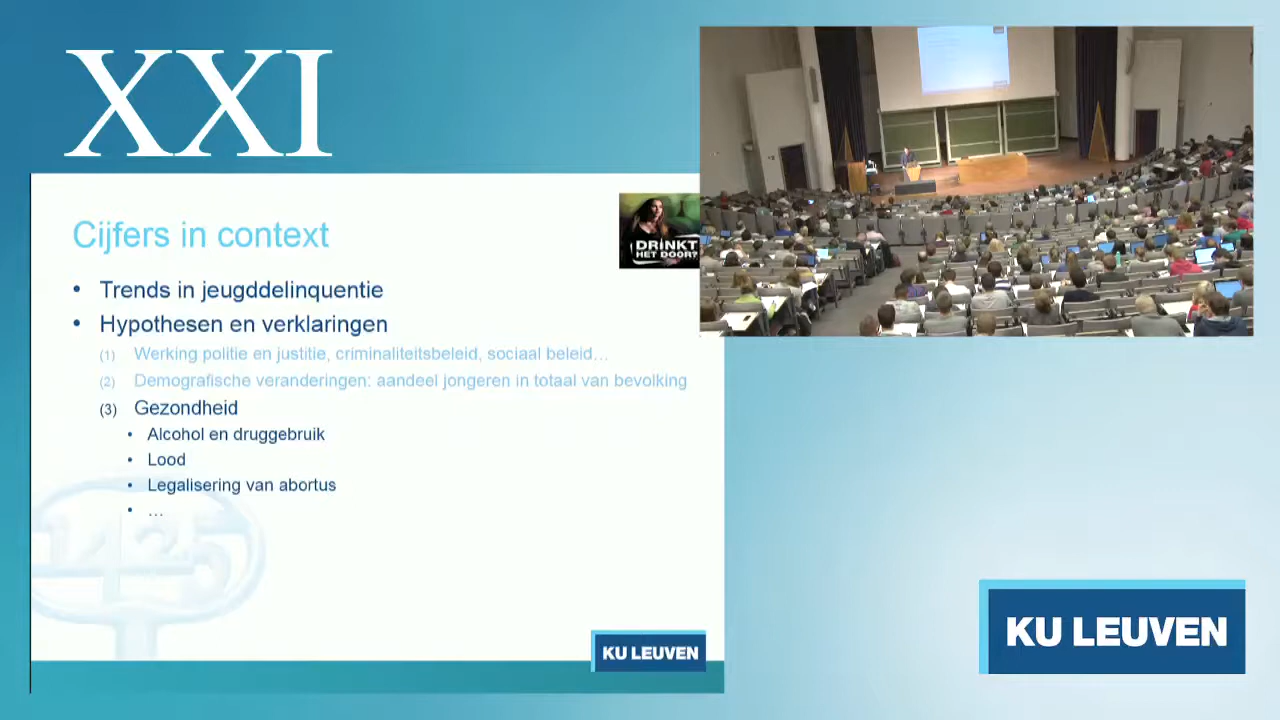 XXI
Cijfers in context
DRINKT
HET DOOR?
• Trends in jeugddelinquentie
• Hypothesen en verklaringen
(1) Werking politie en justitie, criminaliteitsbeleid, sociaal beleid…
(2) Demografische veranderingen: aandeel jongeren in totaal van bevolking
(3) Gezondheid
• Alcohol en druggebruik
• Lood
• Legalisering van abortus
• …
1425
KU LEUVEN
KU LEUVEN